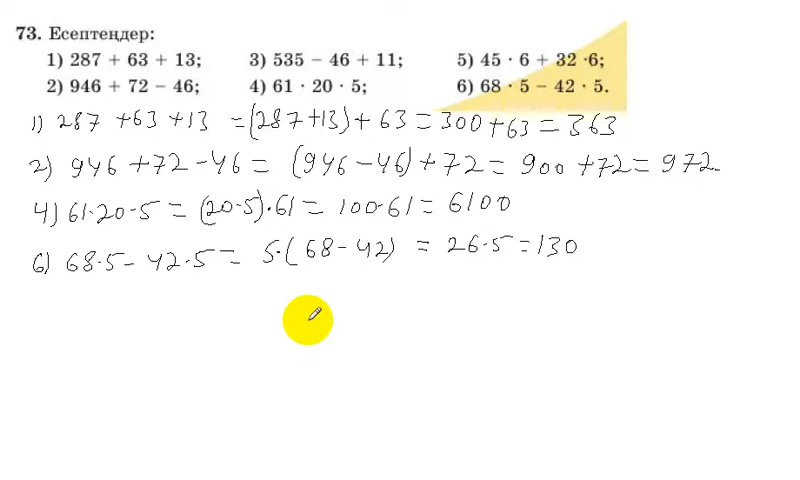 73. Есептеңдер:
1) 287 + 63 + 13; 3) 535 − 46 + 11; 5) 45 · 6 + 32 ·6;
2) 946 + 72 − 46; 4) 61 · 20 · 5; 6) 68 · 5 − 42 · 5.
1) 287 +63 +13 =(287+13)+63=300+63=363
2) 946 +72 -46= (946-46)+72=900 +72=972.
4) 61·20·5=(20·5)·61=100·61=6100
6) 68·5-42·5= 5·(68-42) = 26·5=130